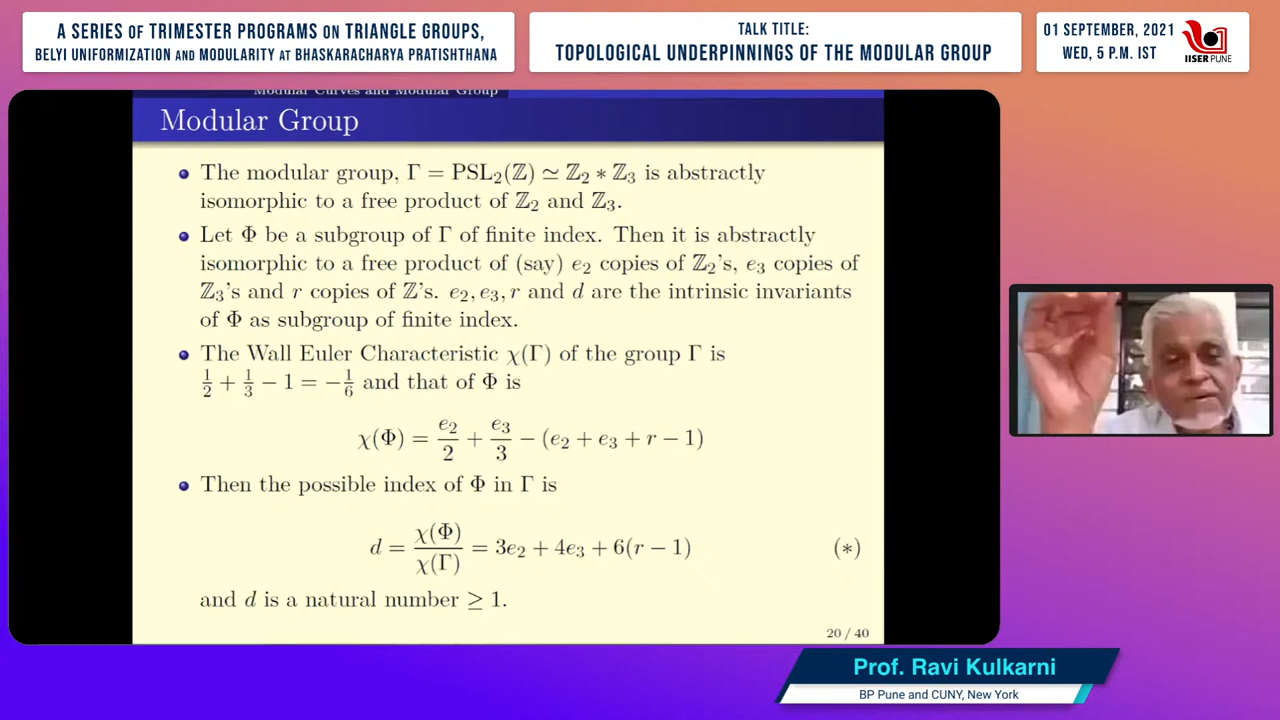 A SERIES OF TRIMESTER PROGRAMS ON TRIANGLE GROUPS,
BELYI UNIFORMIZATION AND MODULARITY AT BHASKARACHARYA PRATISHTHANA
TALK TITLE:
TOPOLOGICAL UNDERPINNINGS OF THE MODULAR GROUP
01 SEPTEMBER, 2021
WED, 5 P.M. IST
IISER PUNE
Modular Curves and Modular Group
Modular Group
The modular group, Γ = PSL₂(ℤ) ≃ ℤ₂ ∗ ℤ₃ is abstractly
isomorphic to a free product of ℤ₂ and ℤ₃.
Let Φ be a subgroup of Γ of finite index. Then it is abstractly
isomorphic to a free product of (say) e₂ copies of ℤ₂'s, e₃ copies of
ℤ₃'s and r copies of ℤ's. e₂, e₃, r and d are the intrinsic invariants
of Φ as subgroup of finite index.
The Wall Euler Characteristic χ(Γ) of the group Γ is
1/2 + 1/3 − 1 = −1/6 and that of Φ is
χ(Φ) = e₂/2 + e₃/3 − (e₂ + e₃ + r − 1)
Then the possible index of Φ in Γ is
d = χ(Φ)/χ(Γ) = 3e₂ + 4e₃ + 6(r − 1) (∗)
and d is a natural number ≥ 1.
20 / 40
Prof. Ravi Kulkarni
BP Pune and CUNY, New York